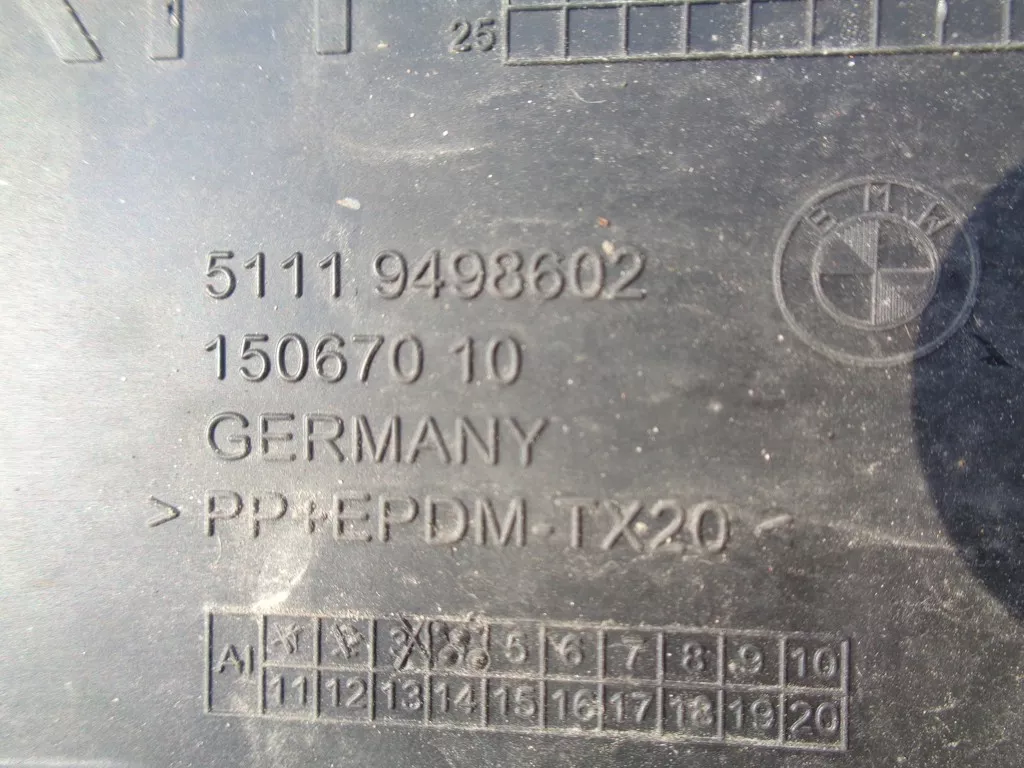 25
BMW
5111 9498602
150670 10
GERMANY
> PP+EPDM-TX20 <
AI 3 5 6 7 8 9 10
11 12 13 14 15 16 17 18 19 20